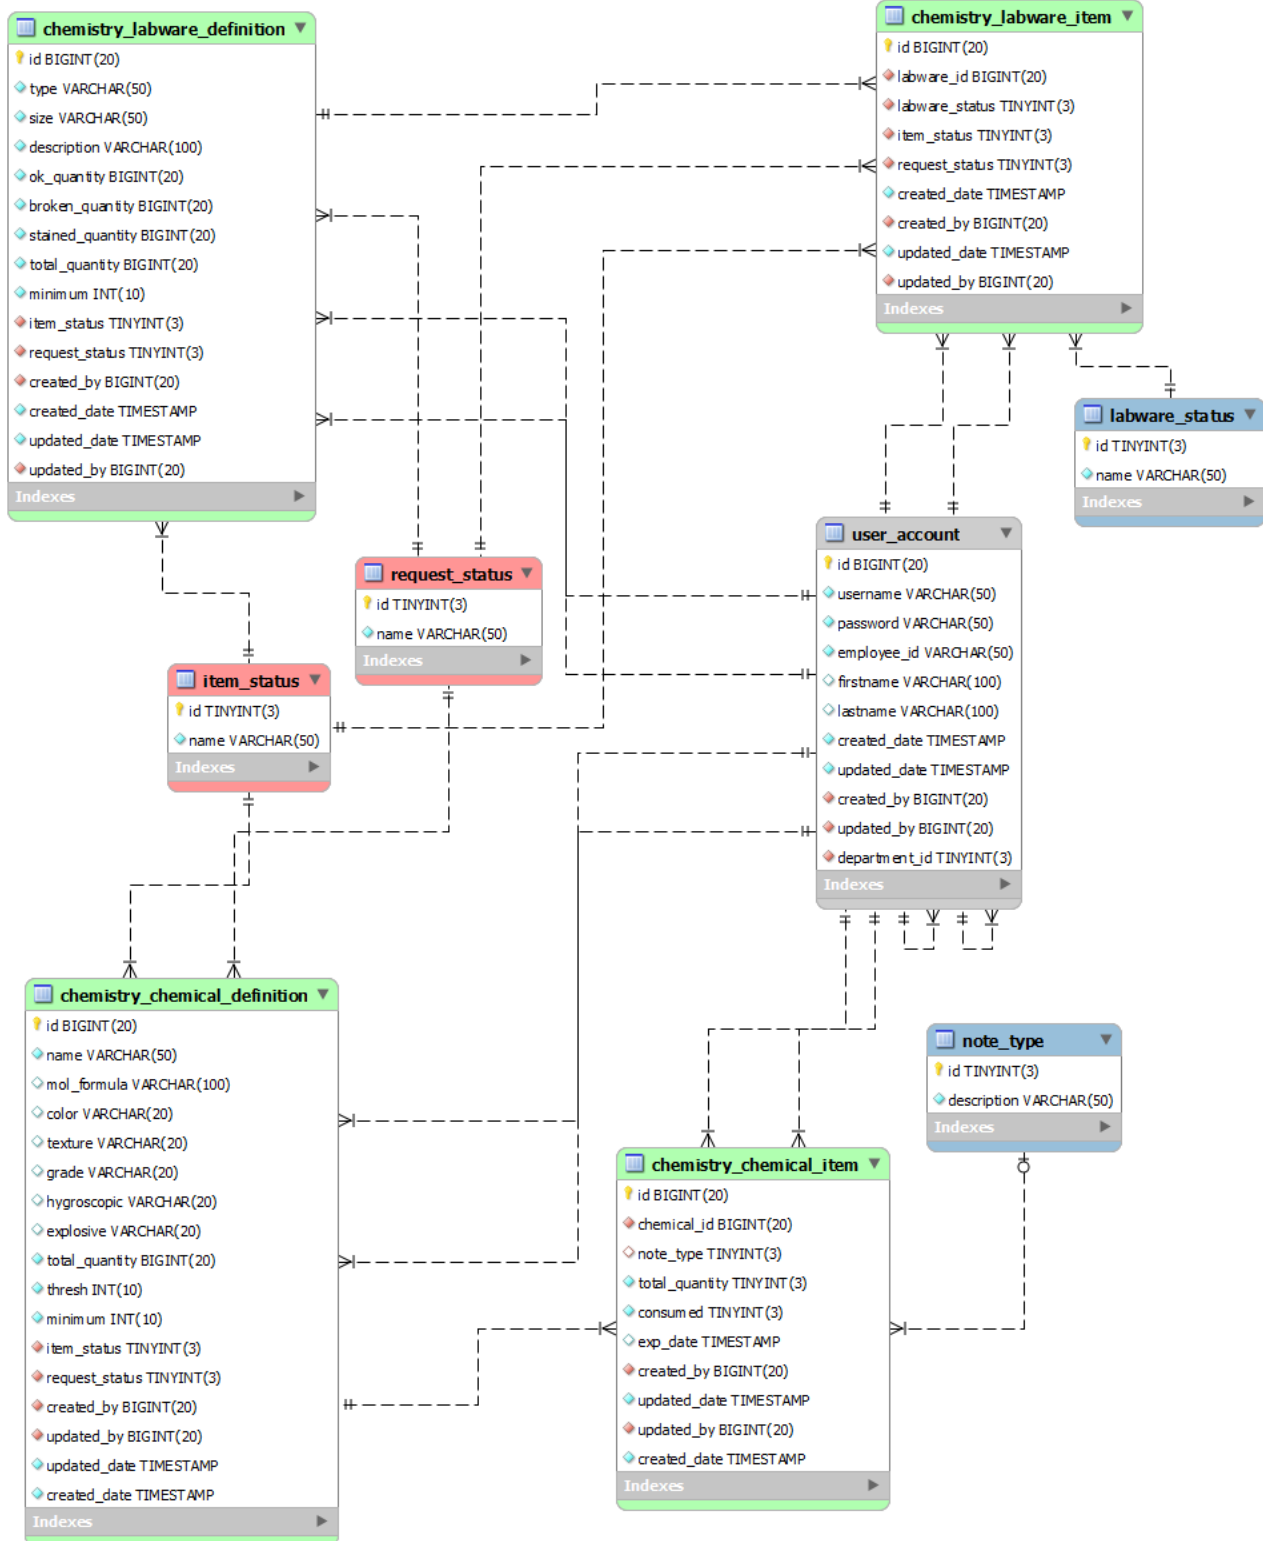 chemistry_labware_definition
id BIGINT(20)
type VARCHAR(50)
size VARCHAR(50)
description VARCHAR(100)
ok_quantity BIGINT(20)
broken_quantity BIGINT(20)
stained_quantity BIGINT(20)
total_quantity BIGINT(20)
minimum INT(10)
item_status TINYINT(3)
request_status TINYINT(3)
created_by BIGINT(20)
created_date TIMESTAMP
updated_date TIMESTAMP
updated_by BIGINT(20)
Indexes
chemistry_labware_item
id BIGINT(20)
labware_id BIGINT(20)
labware_status TINYINT(3)
item_status TINYINT(3)
request_status TINYINT(3)
created_date TIMESTAMP
created_by BIGINT(20)
updated_date TIMESTAMP
updated_by BIGINT(20)
Indexes
labware_status
id TINYINT(3)
name VARCHAR(50)
Indexes
request_status
id TINYINT(3)
name VARCHAR(50)
Indexes
item_status
id TINYINT(3)
name VARCHAR(50)
Indexes
user_account
id BIGINT(20)
username VARCHAR(50)
password VARCHAR(50)
employee_id VARCHAR(50)
firstname VARCHAR(100)
lastname VARCHAR(100)
created_date TIMESTAMP
updated_date TIMESTAMP
created_by BIGINT(20)
updated_by BIGINT(20)
department_id TINYINT(3)
Indexes
chemistry_chemical_definition
id BIGINT(20)
name VARCHAR(50)
mol_formula VARCHAR(100)
color VARCHAR(20)
texture VARCHAR(20)
grade VARCHAR(20)
hygroscopic VARCHAR(20)
explosive VARCHAR(20)
total_quantity BIGINT(20)
thresh INT(10)
minimum INT(10)
item_status TINYINT(3)
request_status TINYINT(3)
created_by BIGINT(20)
updated_by BIGINT(20)
updated_date TIMESTAMP
created_date TIMESTAMP
Indexes
note_type
id TINYINT(3)
description VARCHAR(50)
Indexes
chemistry_chemical_item
id BIGINT(20)
chemical_id BIGINT(20)
note_type TINYINT(3)
total_quantity TINYINT(3)
consumed TINYINT(3)
exp_date TIMESTAMP
created_by BIGINT(20)
updated_date TIMESTAMP
updated_by BIGINT(20)
created_date TIMESTAMP
Indexes